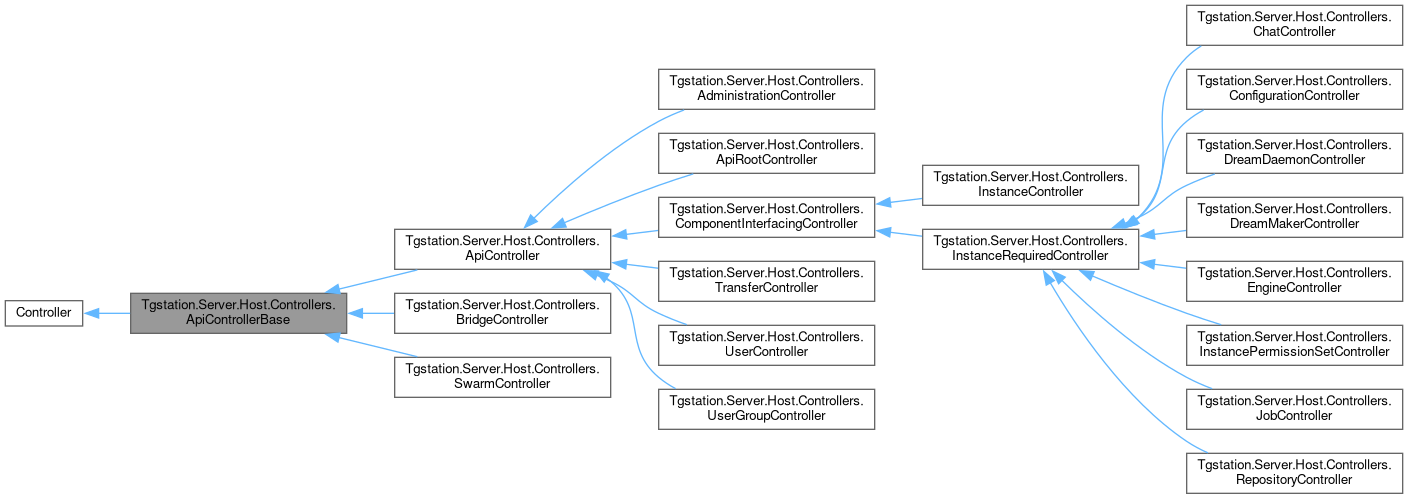 Controller
Tgstation.Server.Host.Controllers.
ApiControllerBase
Tgstation.Server.Host.Controllers.
ApiController
Tgstation.Server.Host.Controllers.
BridgeController
Tgstation.Server.Host.Controllers.
SwarmController
Tgstation.Server.Host.Controllers.
AdministrationController
Tgstation.Server.Host.Controllers.
ApiRootController
Tgstation.Server.Host.Controllers.
ComponentInterfacingController
Tgstation.Server.Host.Controllers.
TransferController
Tgstation.Server.Host.Controllers.
UserController
Tgstation.Server.Host.Controllers.
UserGroupController
Tgstation.Server.Host.Controllers.
InstanceController
Tgstation.Server.Host.Controllers.
InstanceRequiredController
Tgstation.Server.Host.Controllers.
ChatController
Tgstation.Server.Host.Controllers.
ConfigurationController
Tgstation.Server.Host.Controllers.
DreamDaemonController
Tgstation.Server.Host.Controllers.
DreamMakerController
Tgstation.Server.Host.Controllers.
EngineController
Tgstation.Server.Host.Controllers.
InstancePermissionSetController
Tgstation.Server.Host.Controllers.
JobController
Tgstation.Server.Host.Controllers.
RepositoryController